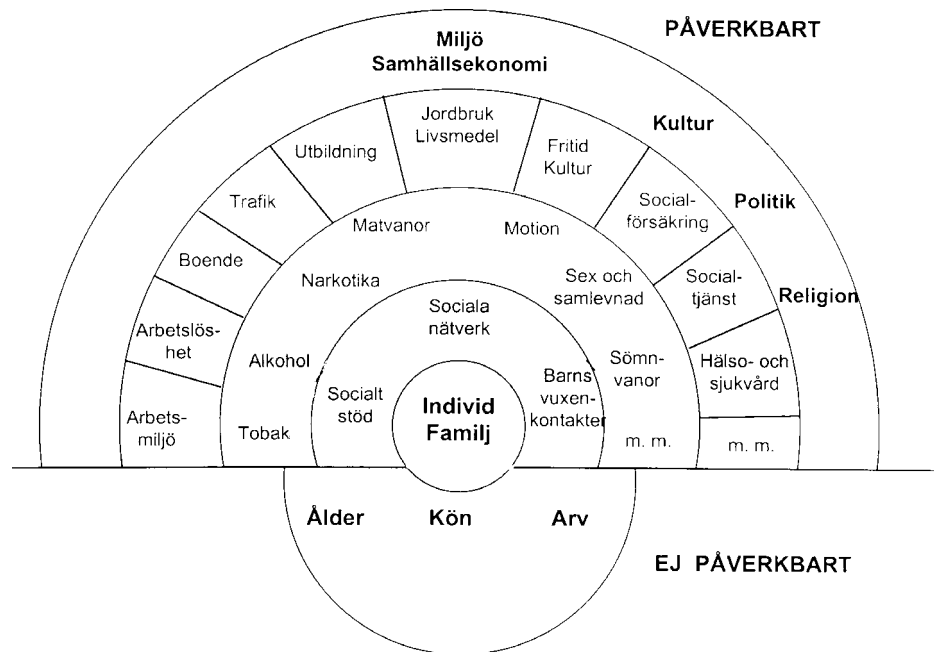 PÅVERKBART
Miljö
Samhällsekonomi
Kultur
Politik
Religion
Jordbruk
Livsmedel
Utbildning
Fritid
Kultur
Trafik
Social-
försäkring
Boende
Social-
tjänst
Arbetslös-
het
Hälso- och
sjukvård
Arbets-
miljö
m. m.
Matvanor
Motion
Narkotika
Sex och
samlevnad
Alkohol
Sömn-
vanor
Tobak
m. m.
Sociala
nätverk
Socialt
stöd
Barns
vuxen-
kontakter
Individ
Familj
Ålder
Kön
Arv
EJ PÅVERKBART